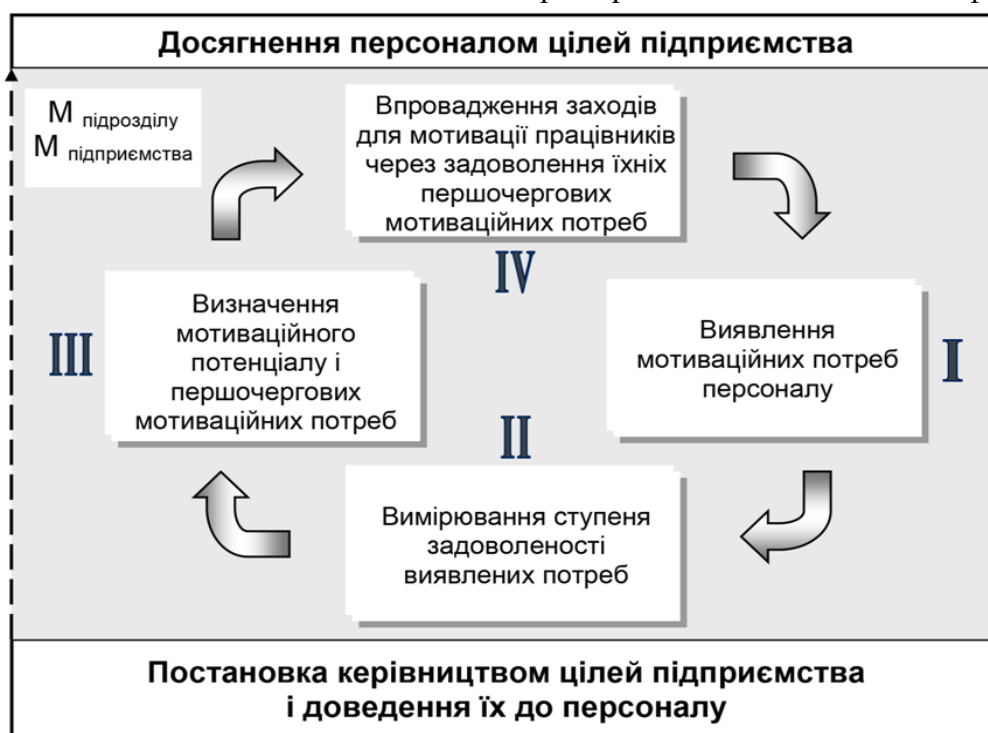 Досягнення персоналом цілей підприємства
М підрозділу
М підприємства
Впровадження заходів
для мотивації працівників
через задоволення їхніх
першочергових
мотиваційних потреб
IV
Визначення
мотиваційного
потенціалу і
першочергових
мотиваційних потреб
III
Виявлення
мотиваційних потреб
персоналу
I
II
Вимірювання ступеня
задоволеності
виявлених потреб
Постановка керівництвом цілей підприємства
і доведення їх до персоналу